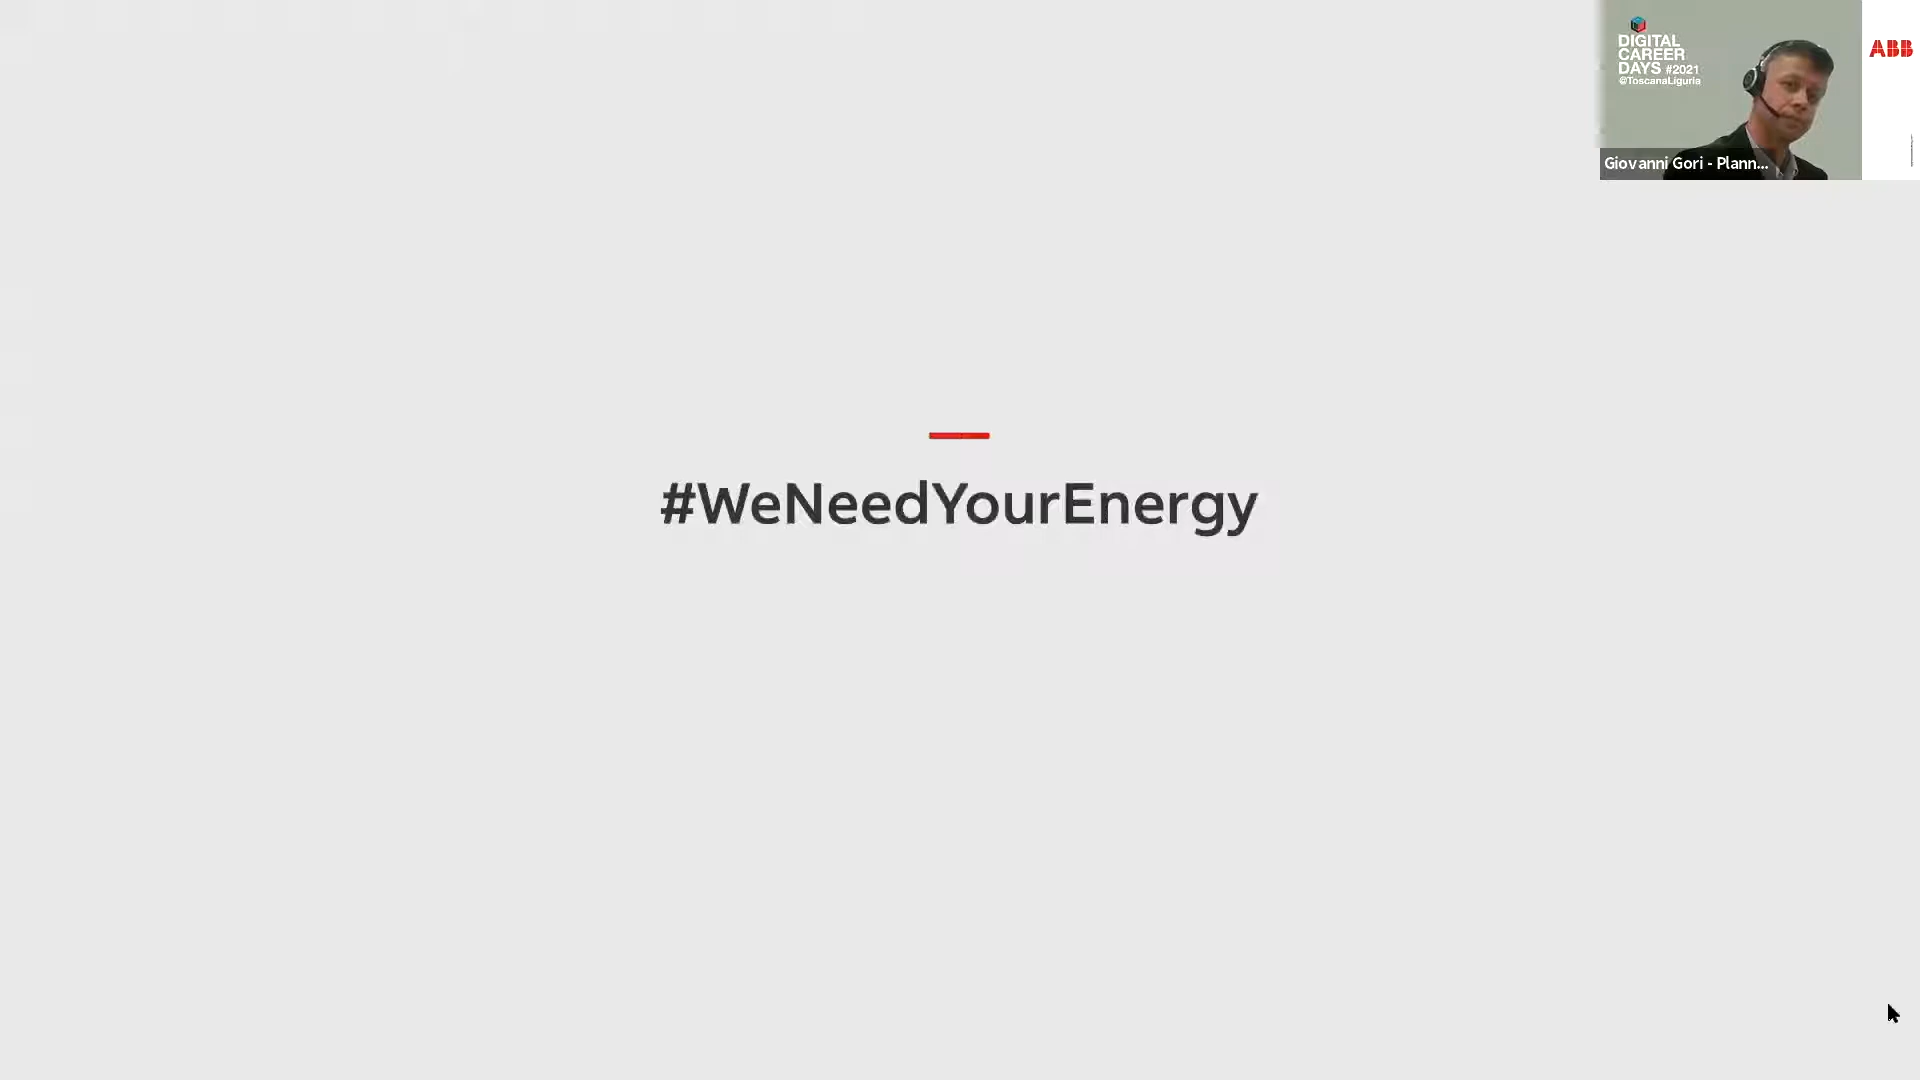 DIGITAL
CAREER
DAYS #2021
@ToscanaLiguria
ABB
Giovanni Gori - Plann...
#WeNeedYourEnergy